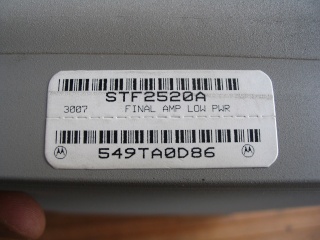 STF2520A
3007 FINAL AMP LOW PWR
549TA0D86